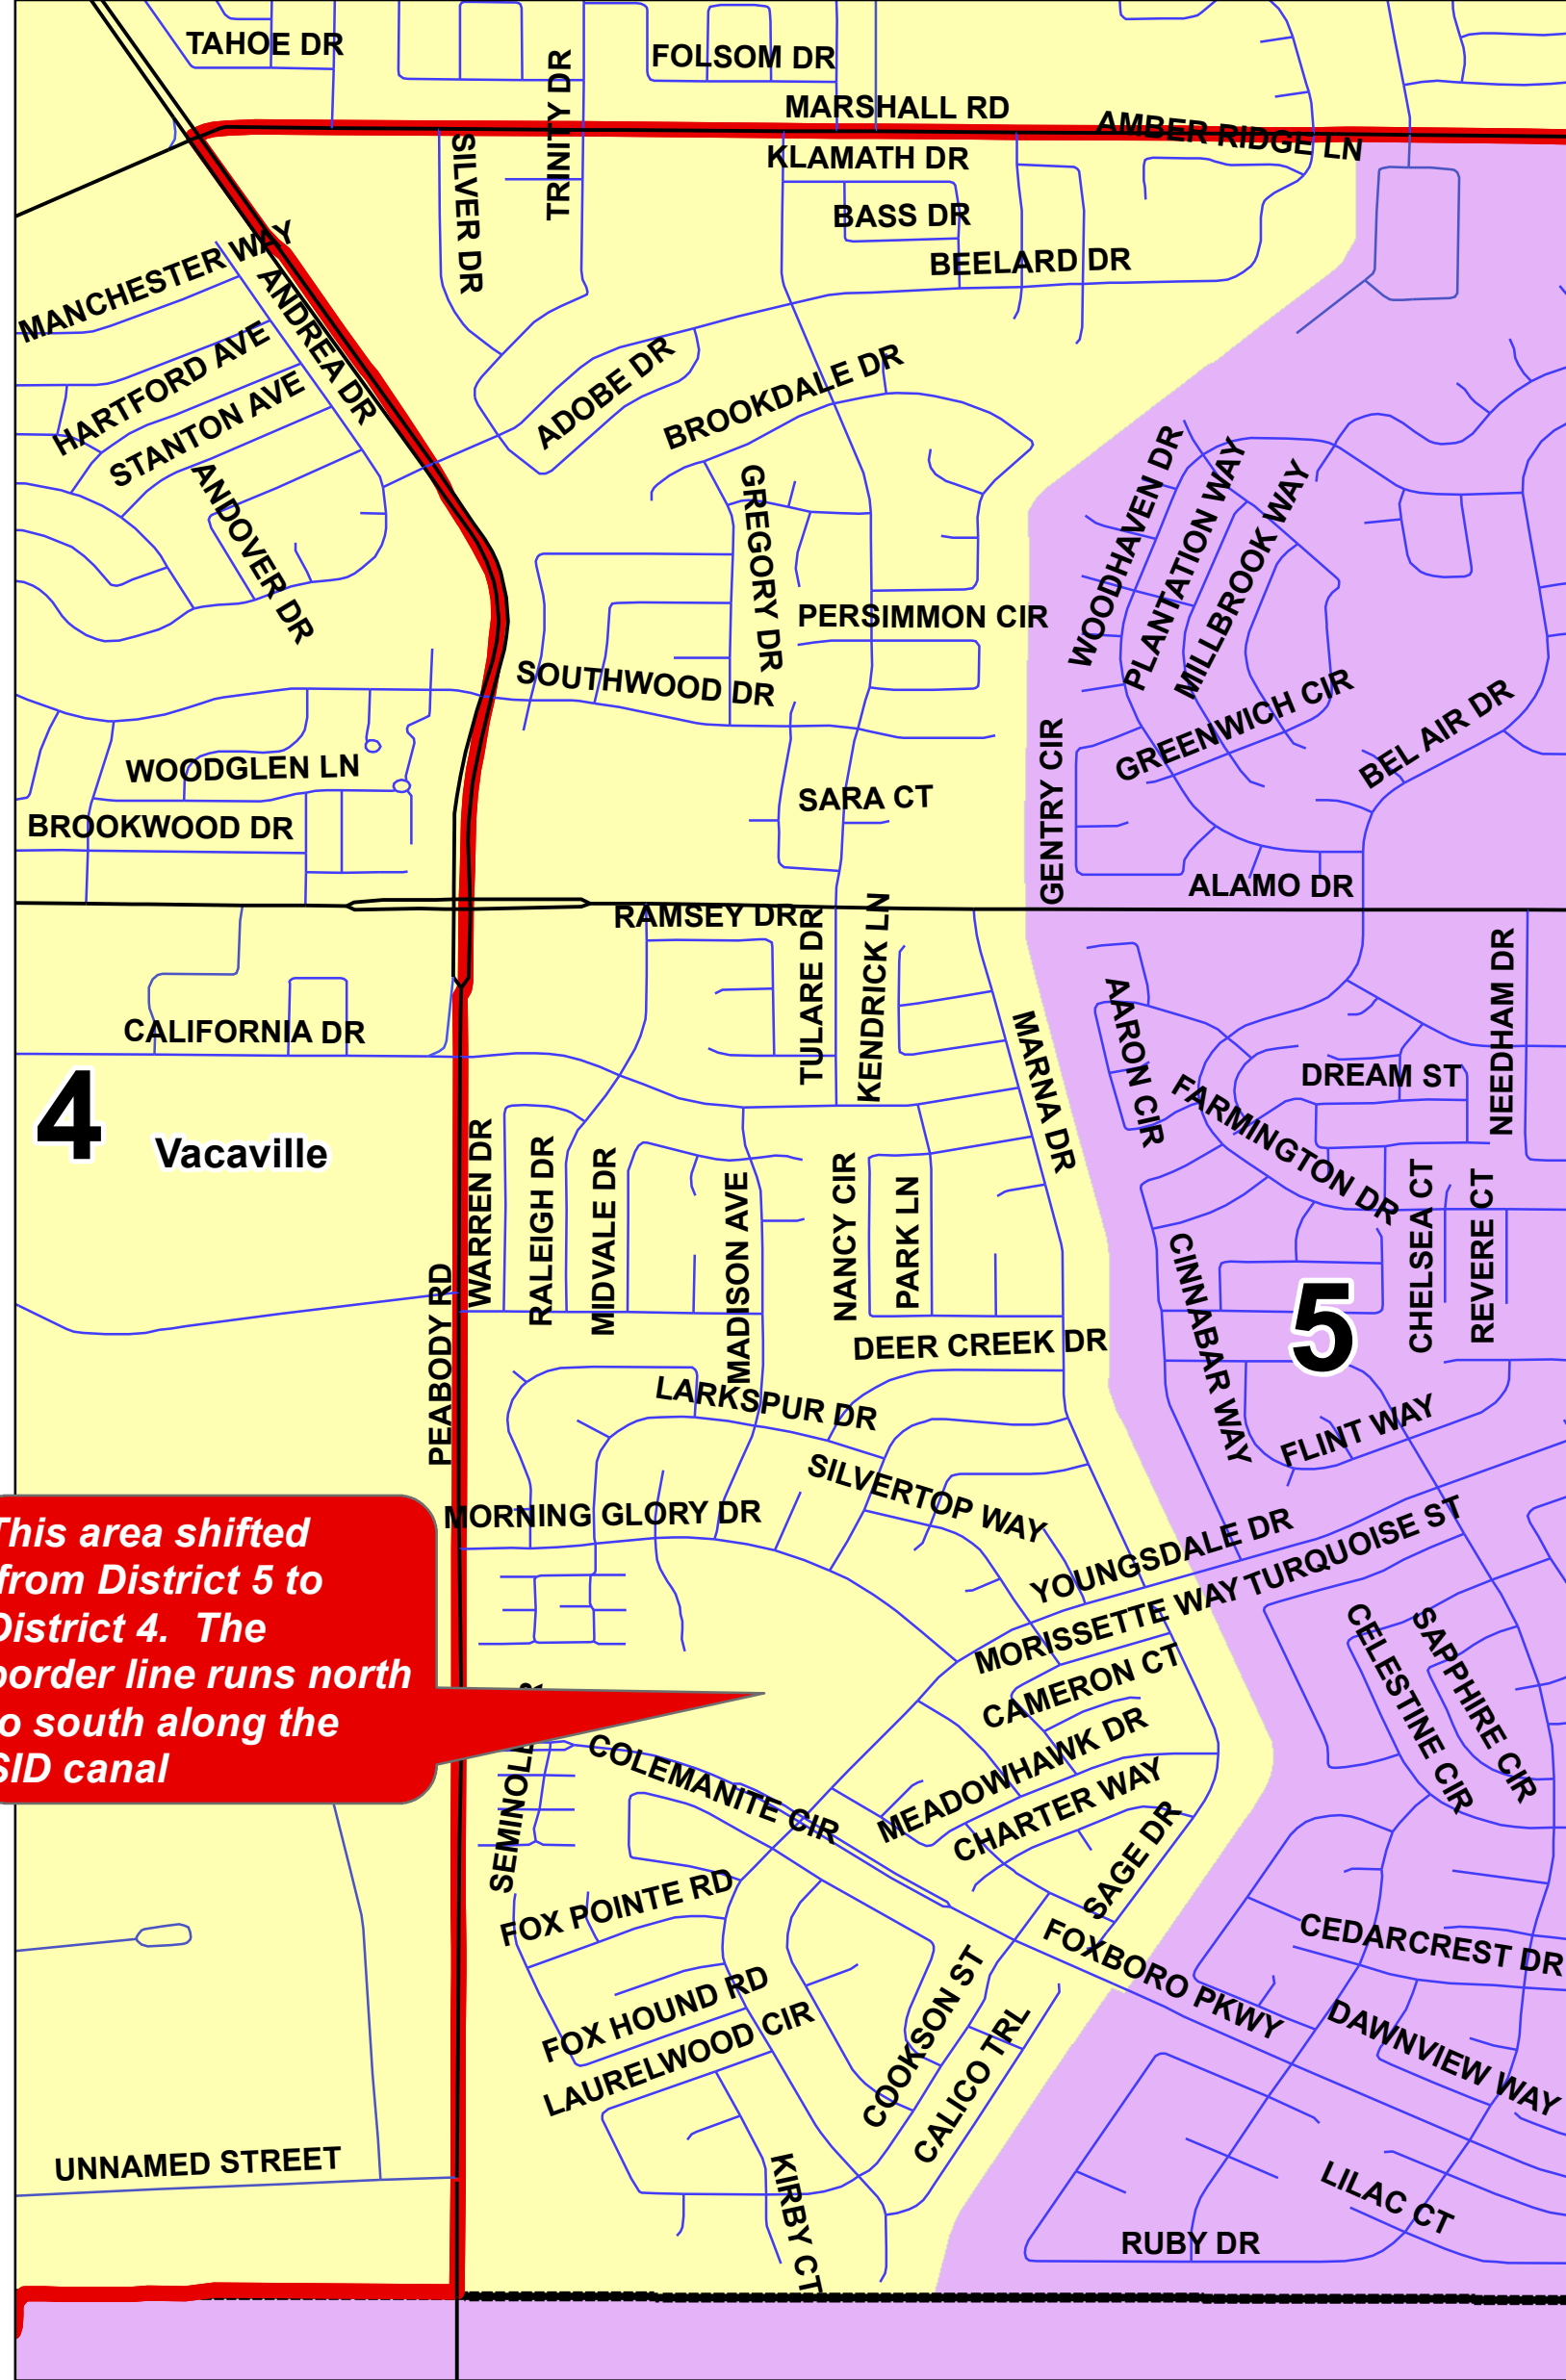 TAHOE DR
FOLSOM DR
TRINITY DR
MARSHALL RD
AMBER RIDGE LN
SILVER DR
KLAMATH DR
BASS DR
BEELARD DR
MANCHESTER WAY
ANDREA DR
HARTFORD AVE
STANTON AVE
ADOBE DR
BROOKDALE DR
ANDOVER DR
GREGORY DR
WOODHAVEN DR
PLANTATION WAY
MILLBROOK WAY
PERSIMMON CIR
SOUTHWOOD DR
GREENWICH CIR
BEL AIR DR
GENTRY CIR
WOODGLEN LN
SARA CT
BROOKWOOD DR
ALAMO DR
RAMSEY DR
TULARE DR
KENDRICK LN
NEEDHAM DR
CALIFORNIA DR
MARNA DR
AARON CIR
DREAM ST
FARMINGTON DR
4
Vacaville
WARREN DR
RALEIGH DR
MIDVALE DR
MADISON AVE
NANCY CIR
PARK LN
CHELSEA CT
REVERE CT
CINNABAR WAY
5
PEABODY RD
DEER CREEK DR
LARKSPUR DR
FLINT WAY
SILVERTOP WAY
MORNING GLORY DR
YOUNGSDALE DR
TURQUOISE ST
MORISSETTE WAY
This area shifted
from District 5 to
District 4. The
border line runs north
to south along the
SID canal
CAMERON CT
CELESTINE CIR
SAPPHIRE CIR
SEMINOLE
COLEMANITE CIR
MEADOWHAWK DR
CHARTER WAY
SAGE DR
FOX POINTE RD
FOXBORO PKWY
CEDARCREST DR
FOX HOUND RD
LAURELWOOD CIR
COOKSON ST
CALICO TRL
DAWNVIEW WAY
UNNAMED STREET
KIRBY CT
LILAC CT
RUBY DR